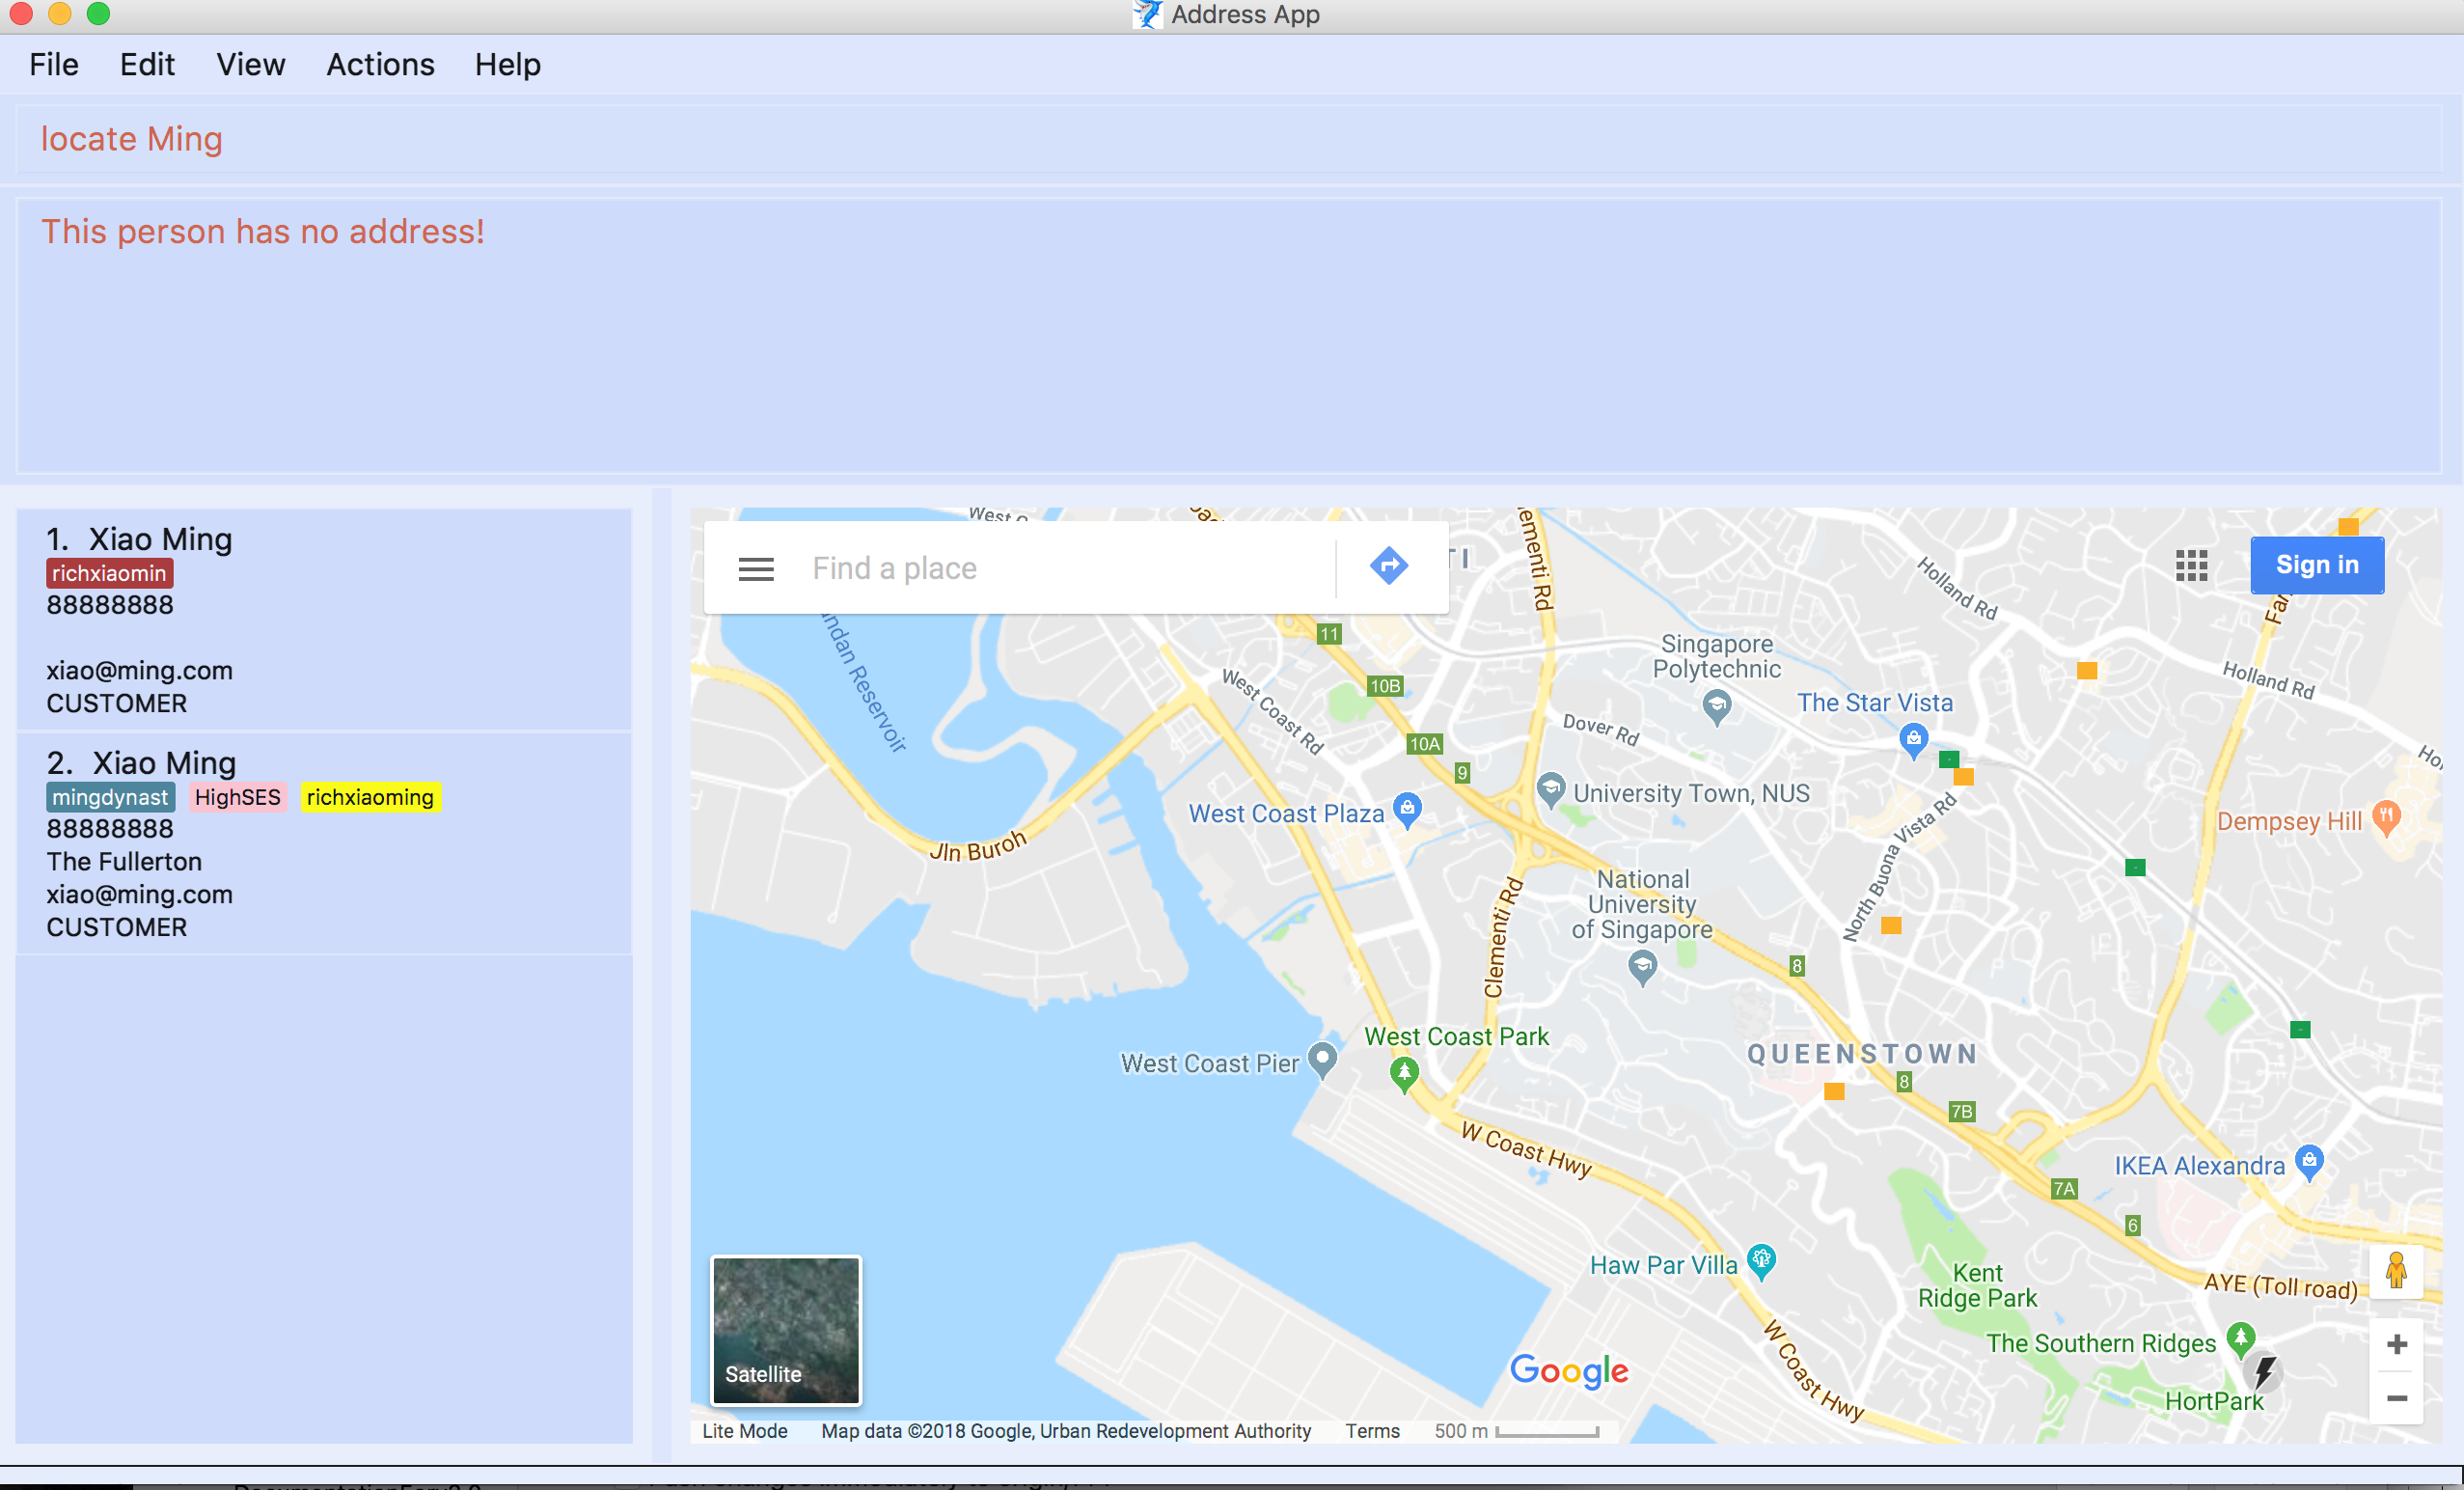 Address App
File Edit View Actions Help
locate Ming
This person has no address!
1. Xiao Ming
richxiaomin
88888888
xiao@ming.com
CUSTOMER
2. Xiao Ming
mingdynast HighSES richxiaoming
88888888
The Fullerton
xiao@ming.com
CUSTOMER
Find a place
Sign in
Holland Rd
Holland Rd
11
Singapore
Polytechnic
10B
West Coast Rd
The Star Vista
Dover Rd
10A
9
University Town, NUS
West Coast Plaza
Dempsey Hill
Jln Buroh
North Buona Vista Rd
National
University
of Singapore
Clementi Rd
8
West Coast Park
West Coast Pier
QUEENSTOWN
8
7B
W Coast Hwy
IKEA Alexandra
7A
6
Haw Par Villa
Kent
Ridge Park
AYE (Toll road)
The Southern Ridges
W Coast Hwy
HortPark
Satellite
Google
Lite Mode Map data ©2018 Google, Urban Redevelopment Authority Terms 500 m